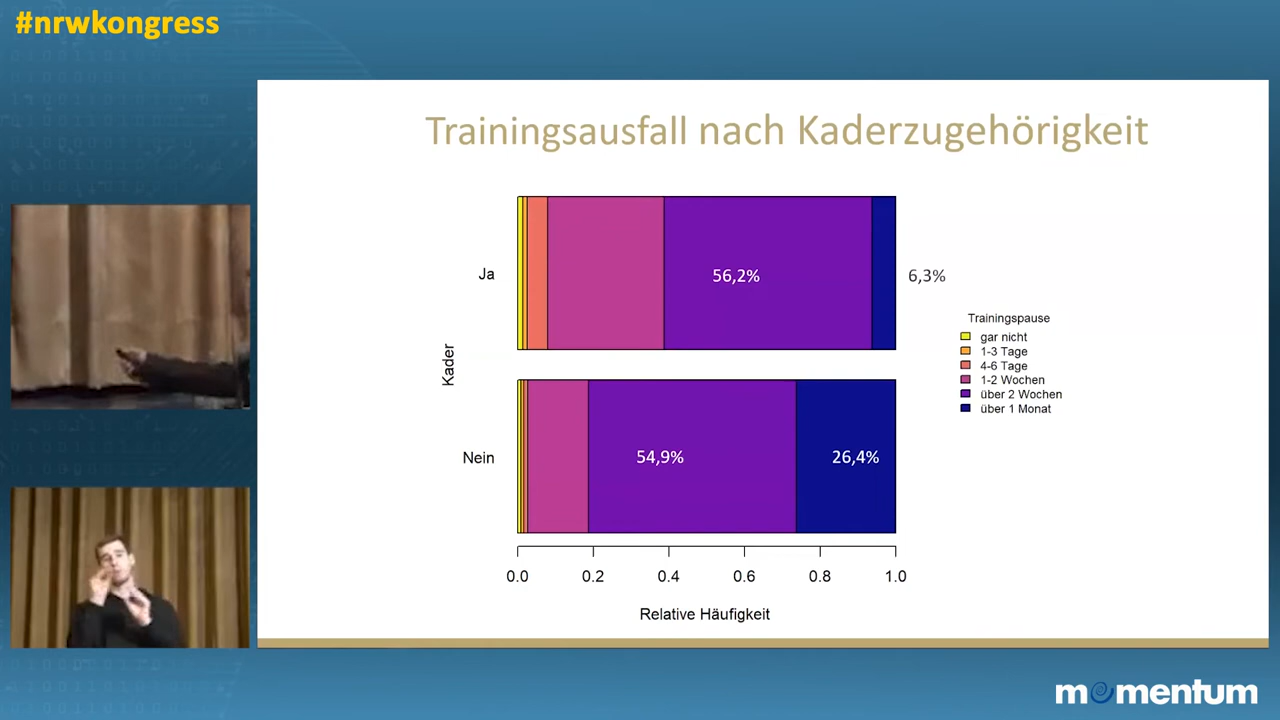 #nrwkongress
Trainingsausfall nach Kaderzugehörigkeit
Ja
56,2%
6,3%
Kader
Nein
54,9%
26,4%
Trainingspause
gar nicht
1-3 Tage
4-6 Tage
1-2 Wochen
über 2 Wochen
über 1 Monat
0.0 0.2 0.4 0.6 0.8 1.0
Relative Häufigkeit
momentum